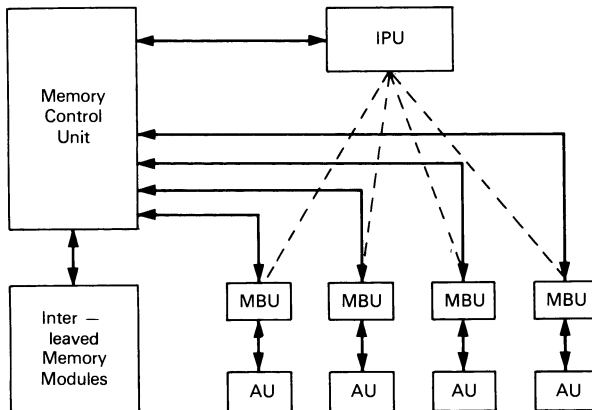 IPU
Memory
Control
Unit
MBU MBU MBU MBU
Inter —
leaved
Memory
Modules
AU AU AU AU